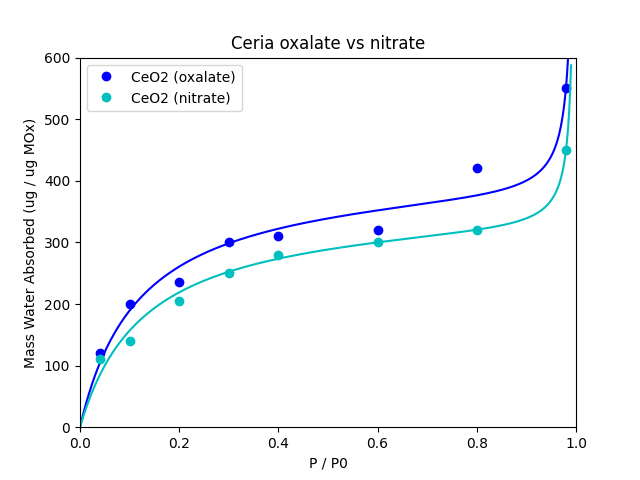 Ceria oxalate vs nitrate
CeO2 (oxalate)
CeO2 (nitrate)
Mass Water Absorbed (ug / ug MOx)
600
500
400
300
200
100
0
0.0 0.2 0.4 0.6 0.8 1.0
P / P0